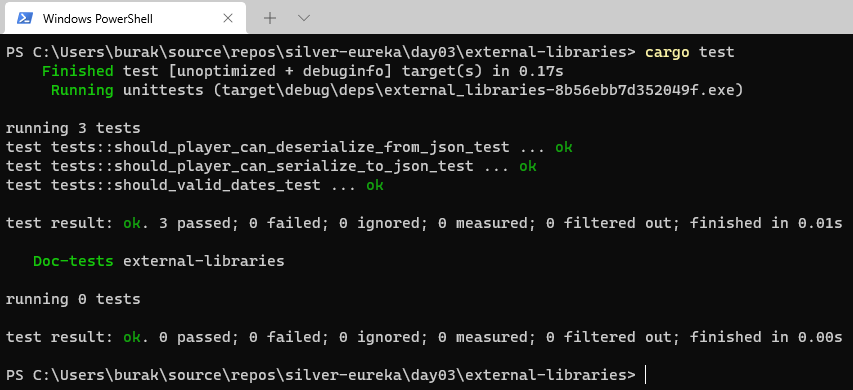 Windows PowerShell
PS C:\Users\burak\source\repos\silver-eureka\day03\external-libraries> cargo test
Finished test [unoptimized + debuginfo] target(s) in 0.17s
Running unittests (target\debug\deps\external_libraries-8b56ebb7d352049f.exe)
running 3 tests
test tests::should_player_can_deserialize_from_json_test ... ok
test tests::should_player_can_serialize_to_json_test ... ok
test tests::should_valid_dates_test ... ok
test result: ok. 3 passed; 0 failed; 0 ignored; 0 measured; 0 filtered out; finished in 0.01s
Doc-tests external-libraries
running 0 tests
test result: ok. 0 passed; 0 failed; 0 ignored; 0 measured; 0 filtered out; finished in 0.00s
PS C:\Users\burak\source\repos\silver-eureka\day03\external-libraries>